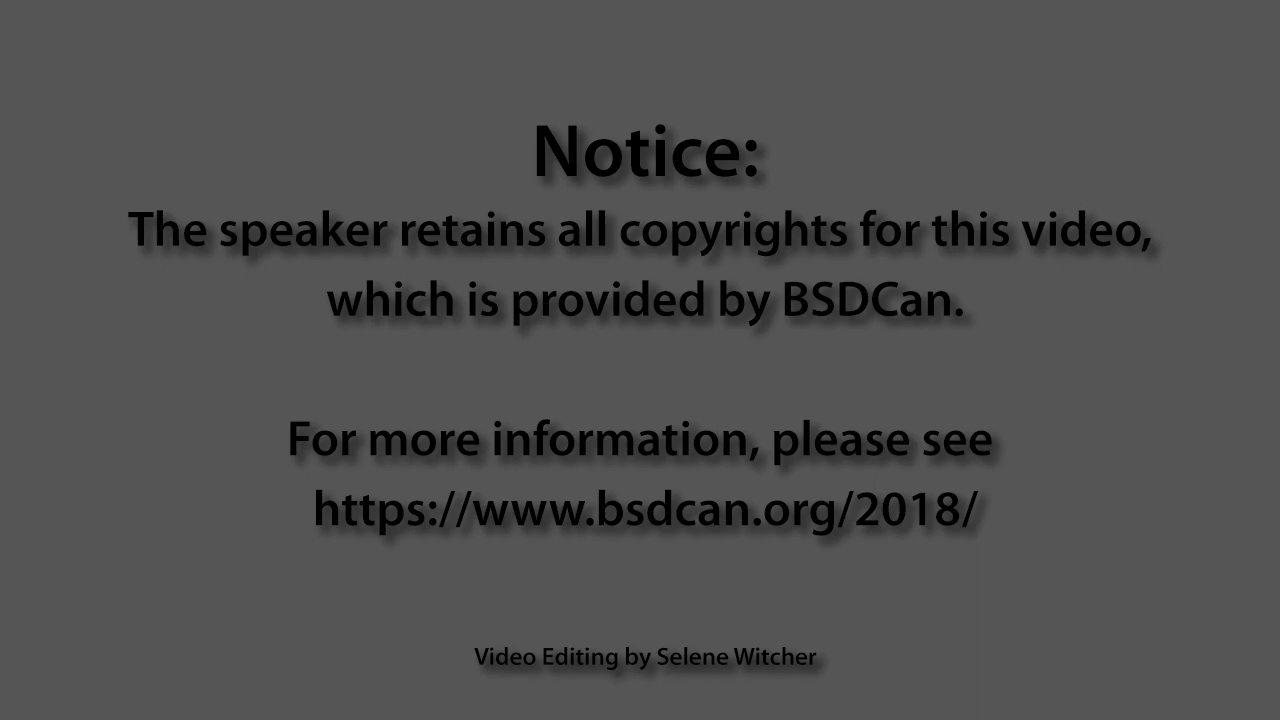 Notice:
The speaker retains all copyrights for this video,
which is provided by BSDCan.
For more information, please see
https://www.bsdcan.org/2018/
Video Editing by Selene Witcher